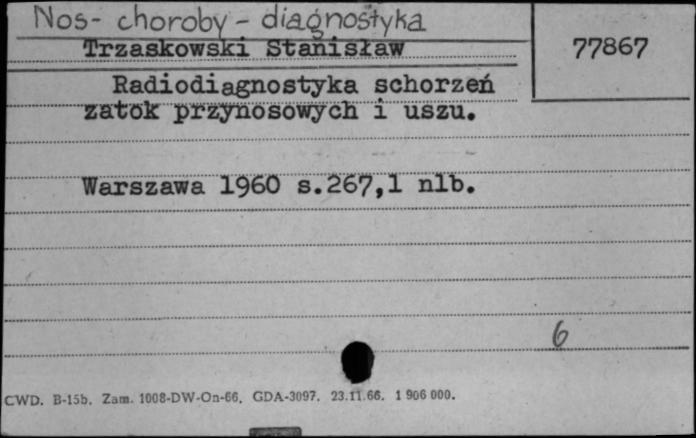 Nos- choroby - diagnostyka
Trzaskowski Stanisław
77867
Radiodiagnostyka schorzeń
zatok przynosowych i uszu.
Warszawa 1960 s.267,1 nlb.
6
CWD. B-15b. Zam. 1008-DW-On-66. GDA-3097. 23.11.66. 1 906 000.